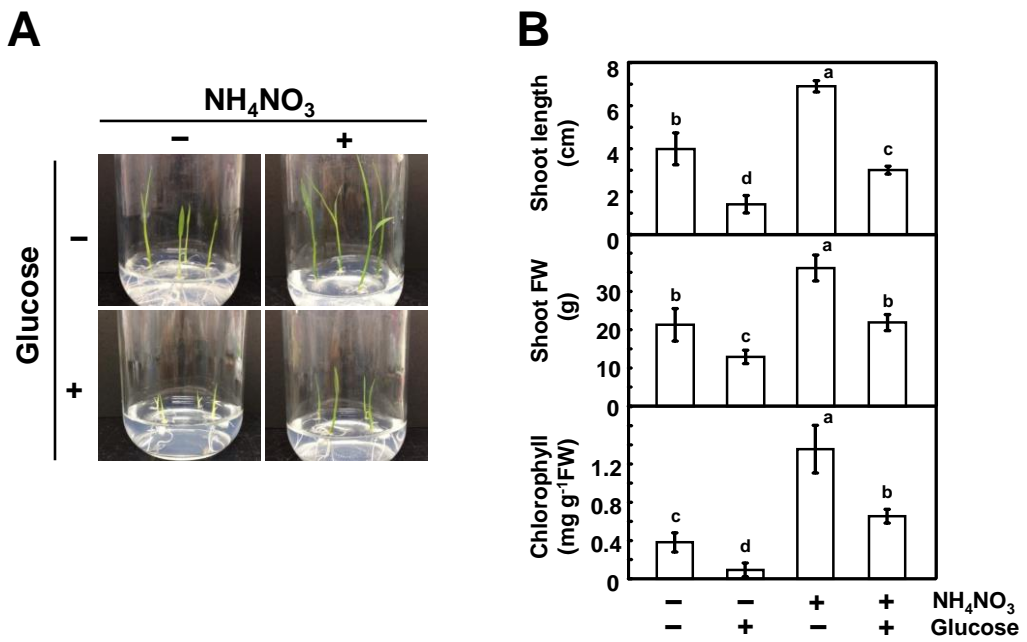 A
NH₄NO₃
− +
Glucose
−
+
B
Shoot length
(cm)
8
6
4
2
0
b
d
a
c
Shoot FW
(g)
30
20
10
0
b
c
a
b
Chlorophyll
(mg g⁻¹FW)
1.2
0.8
0.4
0
c
d
a
b
− − + + NH₄NO₃
− + − + Glucose